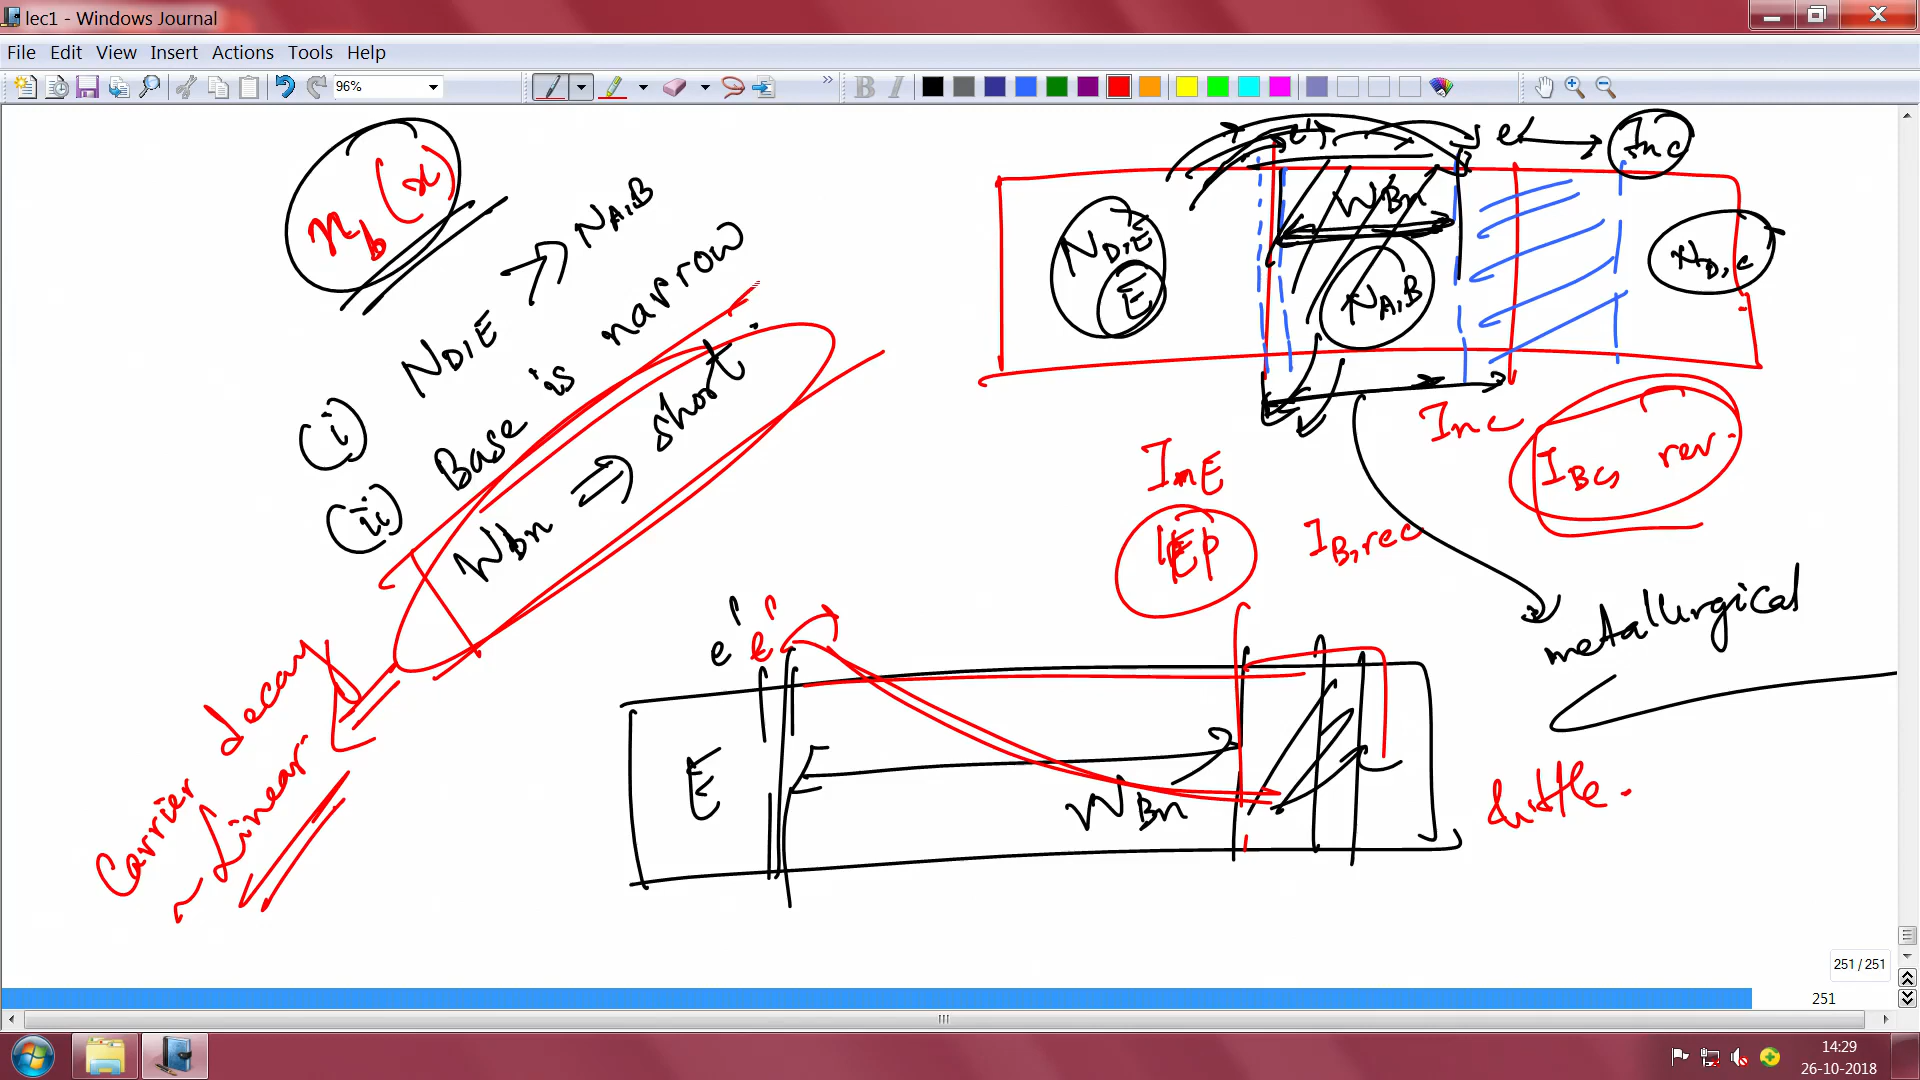 lec1 - Windows Journal
File Edit View Insert Actions Tools Help
96%
n_b(x)
(i) N_D,E >> N_A,B
(ii) Base is narrow
W_Bn ⇒ short
Carrier decay
~ Linear
e' I_nc
N_D,E
E
W_Bn
N_A,B
N_D,C
I_nE
I_Ep
I_B,rec
I_nC
I_BC, rev.
metallurgical
e' e'
E
W_Bn
251 / 251
251
14:29
26-10-2018